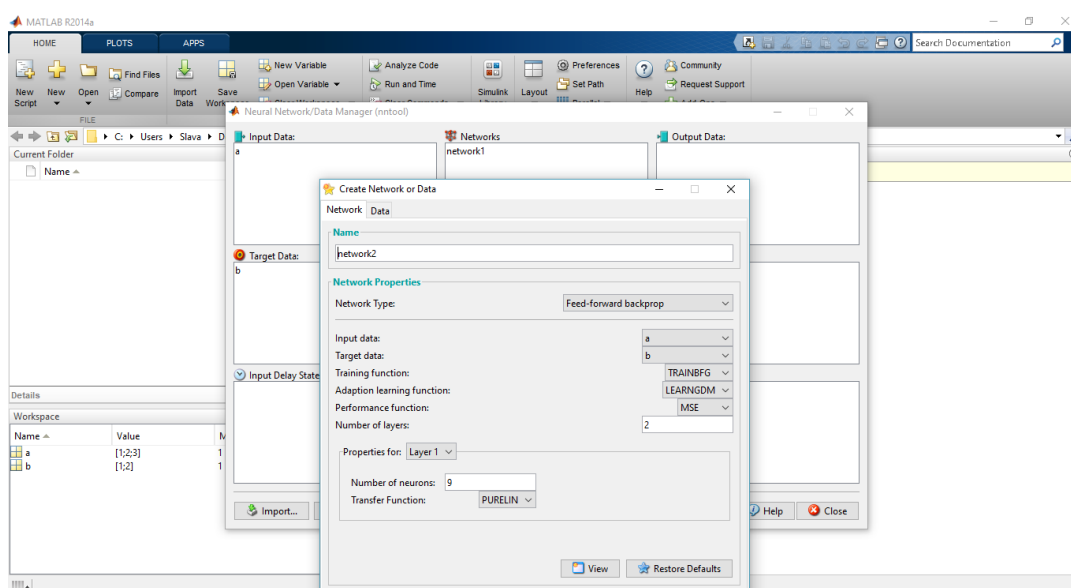 MATLAB R2014a
HOME PLOTS APPS
Search Documentation
New Variable Analyze Code Preferences Community
Find Files Open Variable Run and Time Set Path Request Support
New Script New Open Compare Import Data Save Simulink Layout Help
FILE
C: Users Slava D
Current Folder
Name
Details
Workspace
Name Value M
a [1;2;3] 1
b [1;2] 1
Neural Network/Data Manager (nntool)
Input Data: Networks Output Data:
a network1
Target Data:
b
Input Delay State
Import... Help Close
Create Network or Data
Network Data
Name
network2
Network Properties
Network Type: Feed-forward backprop
Input data: a
Target data: b
Training function: TRAINBFG
Adaption learning function: LEARNGDM
Performance function: MSE
Number of layers: 2
Properties for: Layer 1
Number of neurons: 9
Transfer Function: PURELIN
View Restore Defaults